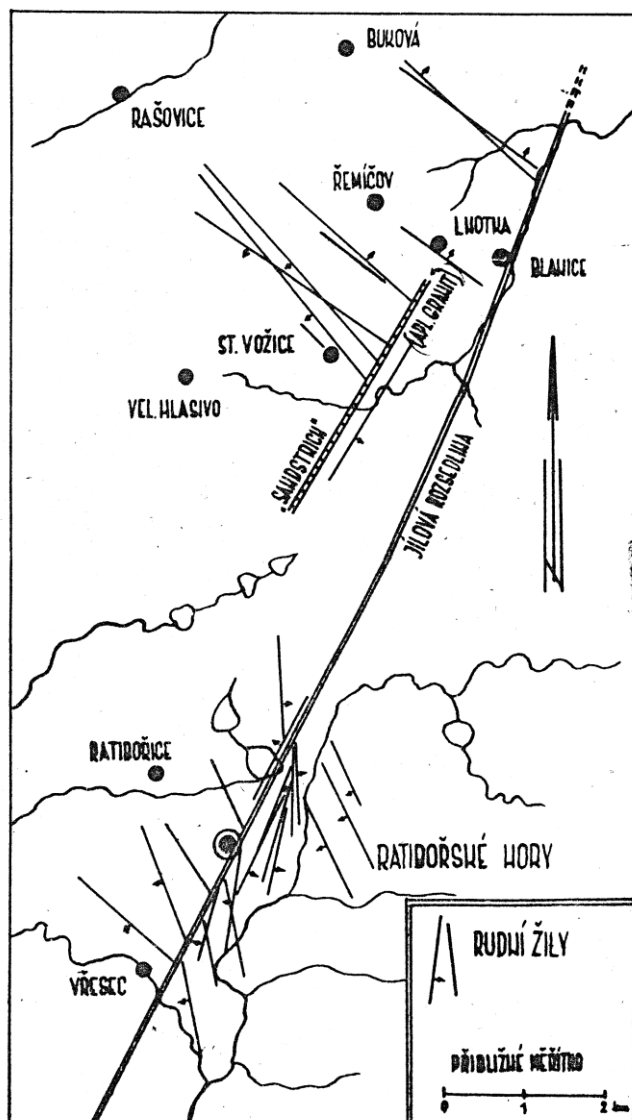 BUKOVÁ
RAŠOVICE
ŘEMÍČOV
LHOTKA
BLANICE
(APL. GRANIT)
ST. VOŽICE
VEL. HLASIVO
"SANDSTRICH"
JÍLOVÁ ROZSEDLINA
RATIBOŘICE
RATIBOŘSKÉ HORY
VŘESEC
RUDNÍ ŽILY
PŘIBLIŽNÉ MĚŘÍTKO
0 1 2 km